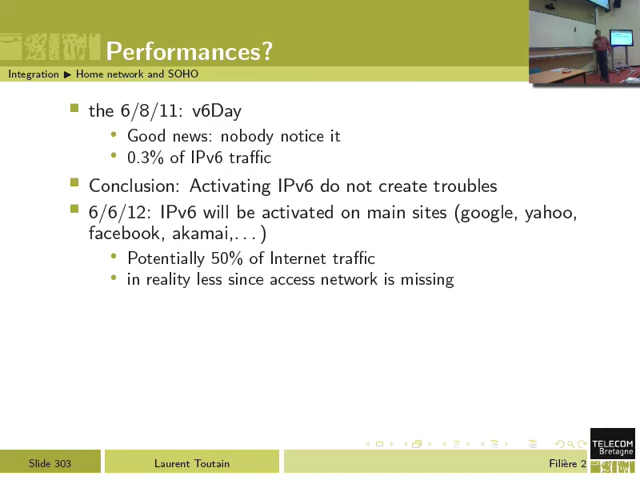 Performances?
Integration ▶ Home network and SOHO
the 6/8/11: v6Day
Good news: nobody notice it
0.3% of IPv6 traffic
Conclusion: Activating IPv6 do not create troubles
6/6/12: IPv6 will be activated on main sites (google, yahoo,
facebook, akamai,...)
Potentially 50% of Internet traffic
in reality less since access network is missing
TELECOM
Bretagne
Slide 303
Laurent Toutain
Filière 2